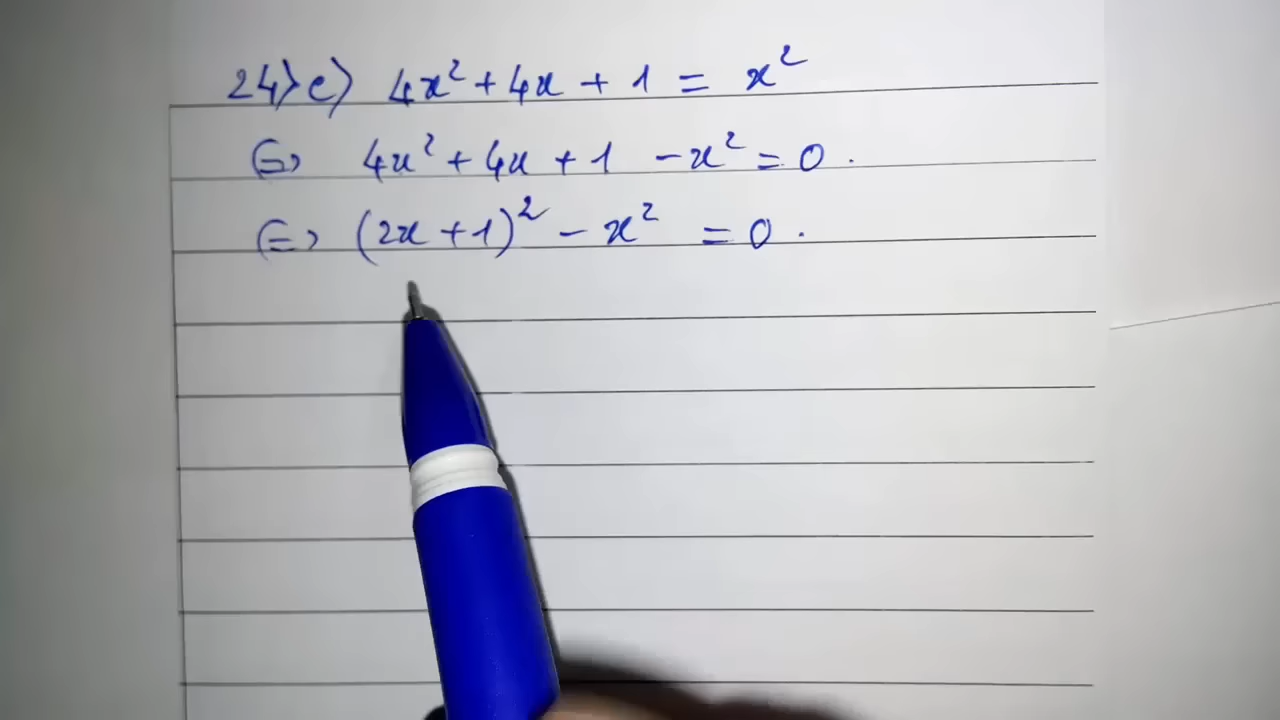 24) c) 4x² + 4x + 1 = x²
⇔ 4x² + 4x + 1 - x² = 0.
⇔ (2x + 1)² - x² = 0.